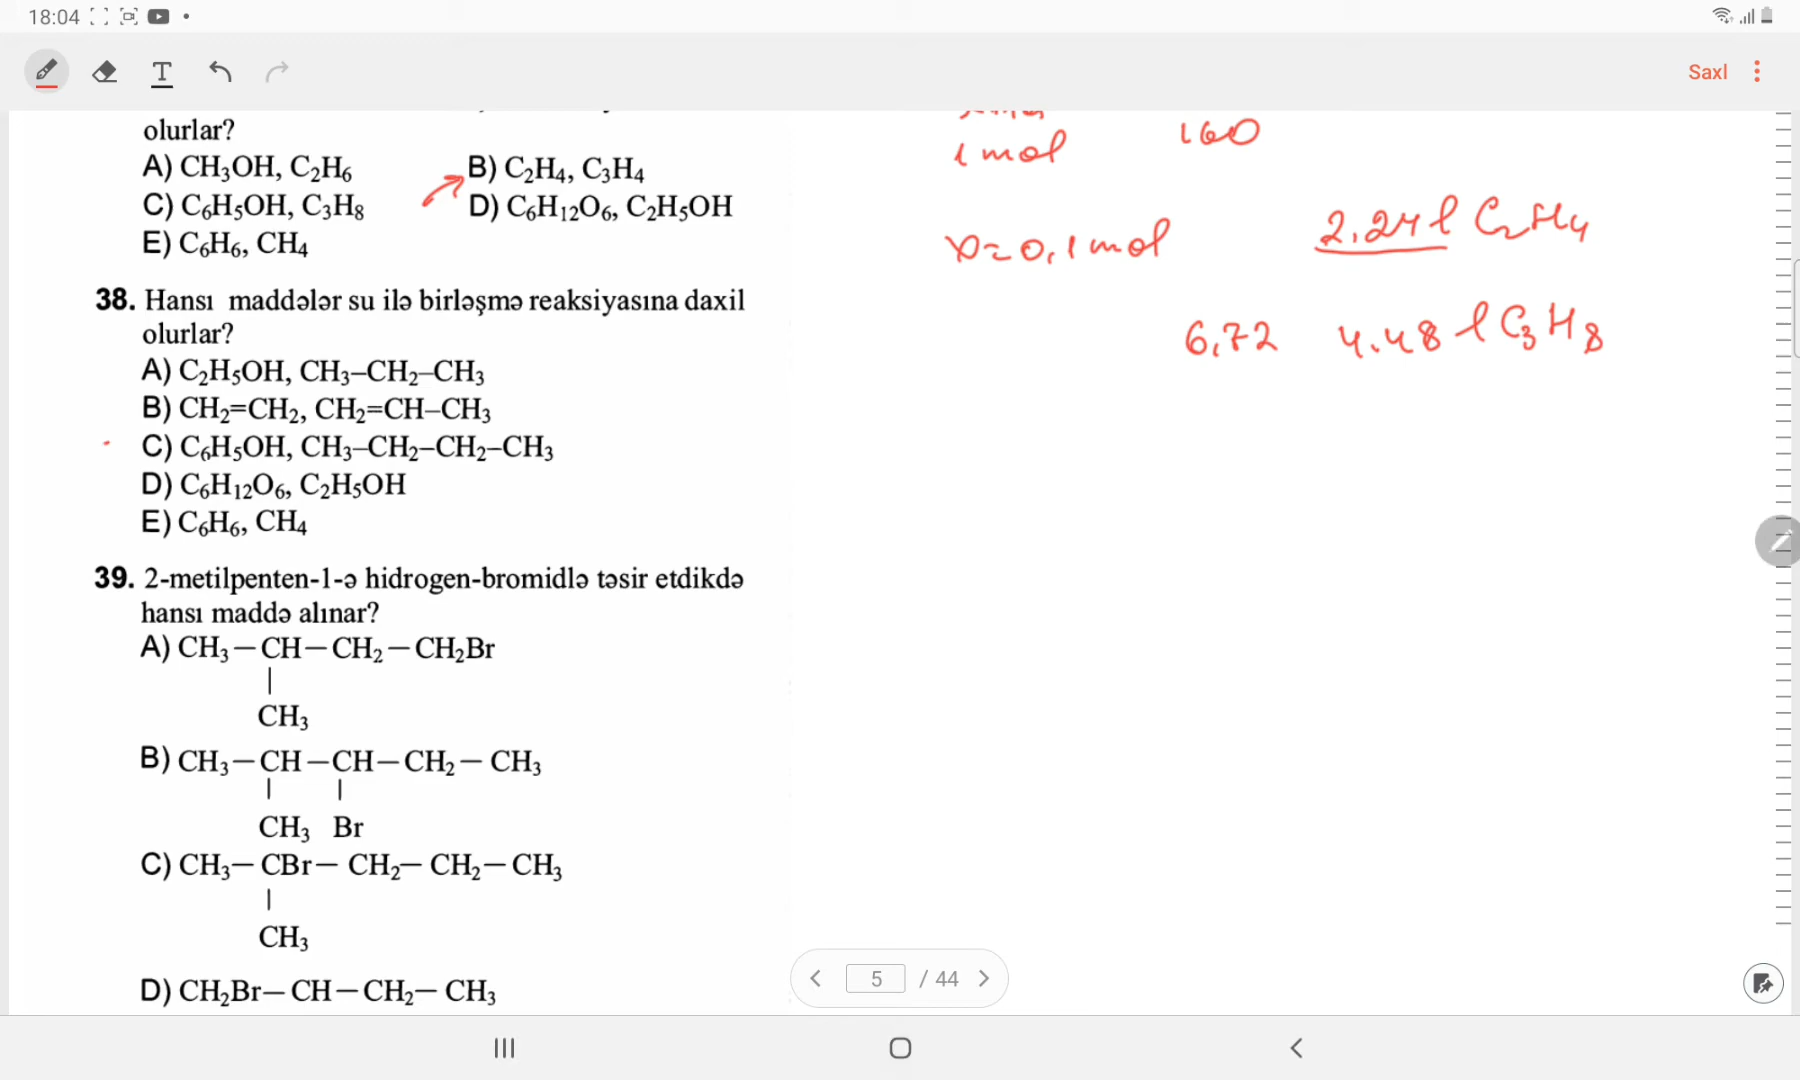 18:04
T
Saxl
olurlar?
A) CH₃OH, C₂H₆ B) C₂H₄, C₃H₄
C) C₆H₅OH, C₃H₈ D) C₆H₁₂O₆, C₂H₅OH
E) C₆H₆, CH₄
38. Hansı maddələr su ilə birləşmə reaksiyasına daxil
olurlar?
A) C₂H₅OH, CH₃–CH₂–CH₃
B) CH₂=CH₂, CH₂=CH–CH₃
C) C₆H₅OH, CH₃–CH₂–CH₂–CH₃
D) C₆H₁₂O₆, C₂H₅OH
E) C₆H₆, CH₄
39. 2-metilpenten-1-ə hidrogen-bromidlə təsir etdikdə
hansı maddə alınar?
A) CH₃—CH—CH₂—CH₂Br
|
CH₃
B) CH₃—CH—CH—CH₂—CH₃
| |
CH₃ Br
C) CH₃—CBr—CH₂—CH₂—CH₃
|
CH₃
D) CH₂Br—CH—CH₂—CH₃
1 mol 160
x=0,1 mol 2.24 l C₂H₄
6,72 4.48 l C₃H₈
5 / 44